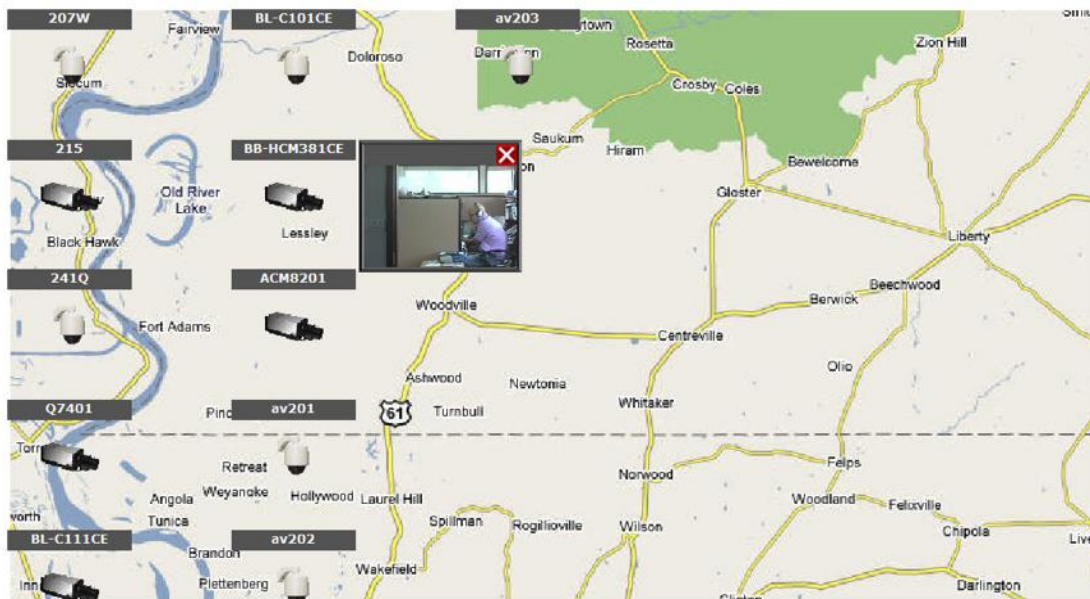 207W
BL-C101CE
av203
Fairview
Doloroso
Rosetta
Zion Hill
Slocum
Crosby
Coles
215
BB-HCM381CE
Saukum
Hiram
Bewelcome
Old River
Lake
Gloster
Lessley
Black Hawk
Liberty
241Q
ACM8201
Beechwood
Woodville
Berwick
Fort Adams
Centreville
Olio
Ashwood
Newtonia
Whitaker
Q7401
av201
61
Turnbull
Retreat
Felps
Norwood
Angola
Weyanoke
Hollywood
Laurel Hill
Woodland
Felixville
Tunica
Spillman
Rogillioville
Wilson
Chipola
BL-C111CE
av202
Brandon
Wakefield
Plettenberg
Darlington